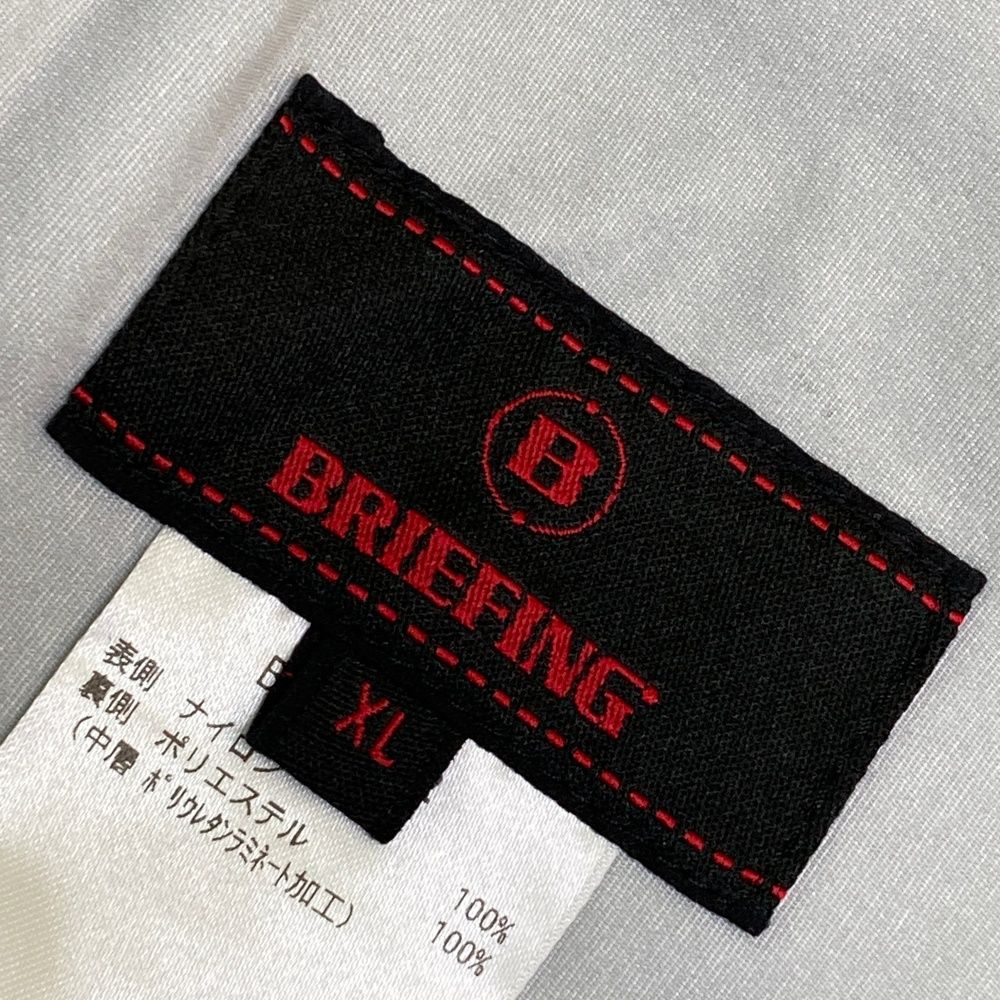 B
BRIEFING
XL
B
表側 ナイロン 100%
裏側 ポリエステル 100%
(中層 ポリウレタンラミネート加工)